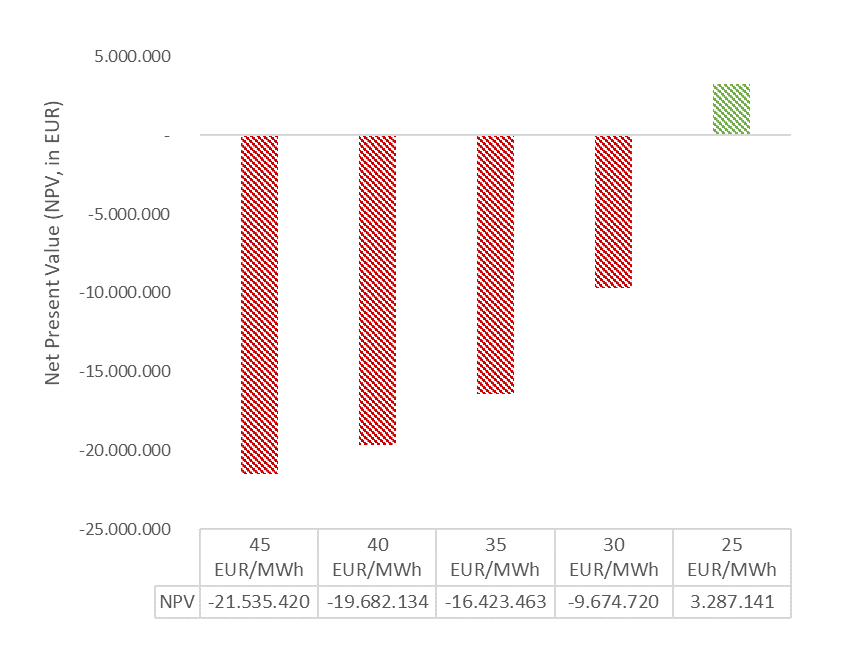 Net Present Value (NPV, in EUR)
5.000.000
-
-5.000.000
-10.000.000
-15.000.000
-20.000.000
-25.000.000
45 EUR/MWh
40 EUR/MWh
35 EUR/MWh
30 EUR/MWh
25 EUR/MWh
NPV -21.535.420 -19.682.134 -16.423.463 -9.674.720 3.287.141